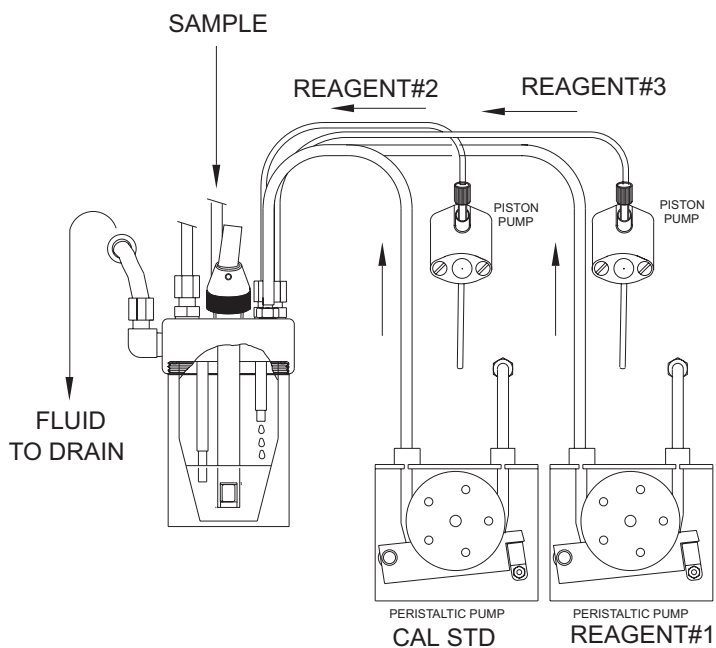 SAMPLE
REAGENT#2
REAGENT#3
PISTON
PUMP
PISTON
PUMP
FLUID
TO DRAIN
PERISTALTIC PUMP
CAL STD
PERISTALTIC PUMP
REAGENT#1